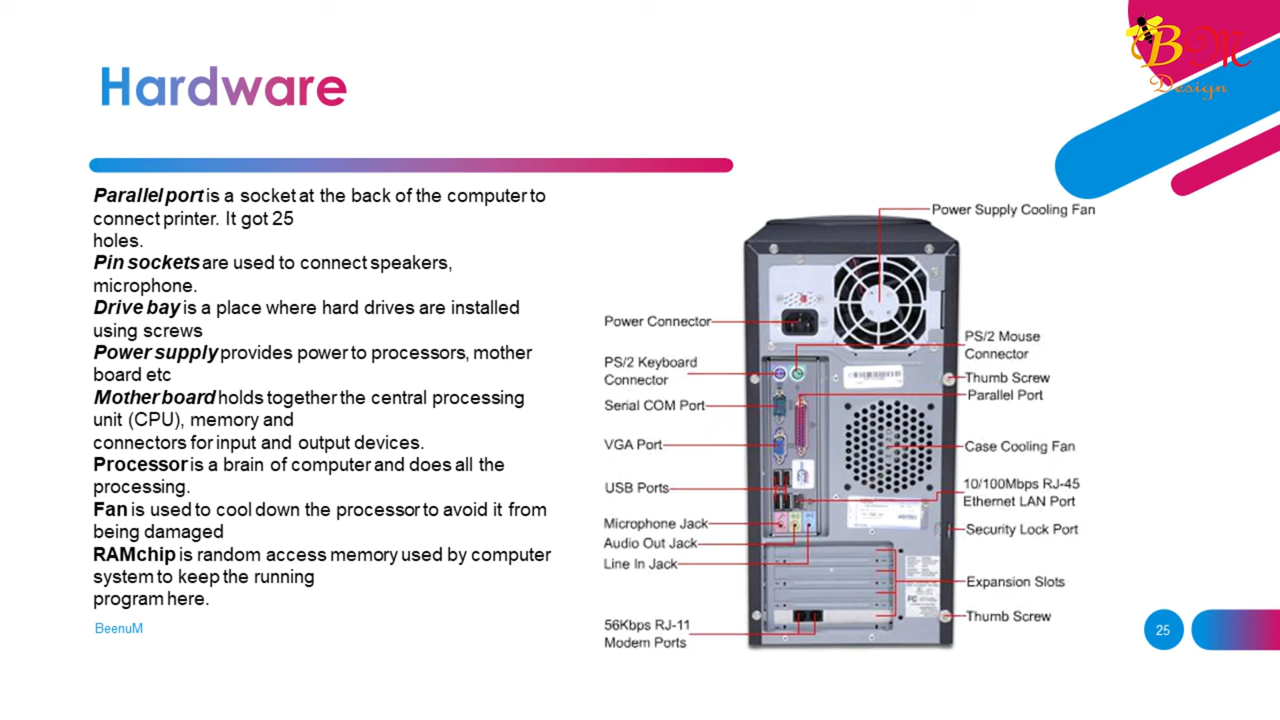 B M
Design
Hardware
Parallel port is a socket at the back of the computer to
connect printer. It got 25
holes.
Pin sockets are used to connect speakers,
microphone.
Drive bay is a place where hard drives are installed
using screws
Power supply provides power to processors, mother
board etc
Mother board holds together the central processing
unit (CPU), memory and
connectors for input and output devices.
Processor is a brain of computer and does all the
processing.
Fan is used to cool down the processor to avoid it from
being damaged
RAM chip is random access memory used by computer
system to keep the running
program here.
BeenuM
Power Supply Cooling Fan
Power Connector
PS/2 Keyboard
Connector
Serial COM Port
VGA Port
USB Ports
Microphone Jack
Audio Out Jack
Line In Jack
56Kbps RJ-11
Modem Ports
PS/2 Mouse
Connector
Thumb Screw
Parallel Port
Case Cooling Fan
10/100Mbps RJ-45
Ethernet LAN Port
Security Lock Port
Expansion Slots
Thumb Screw
FC
25